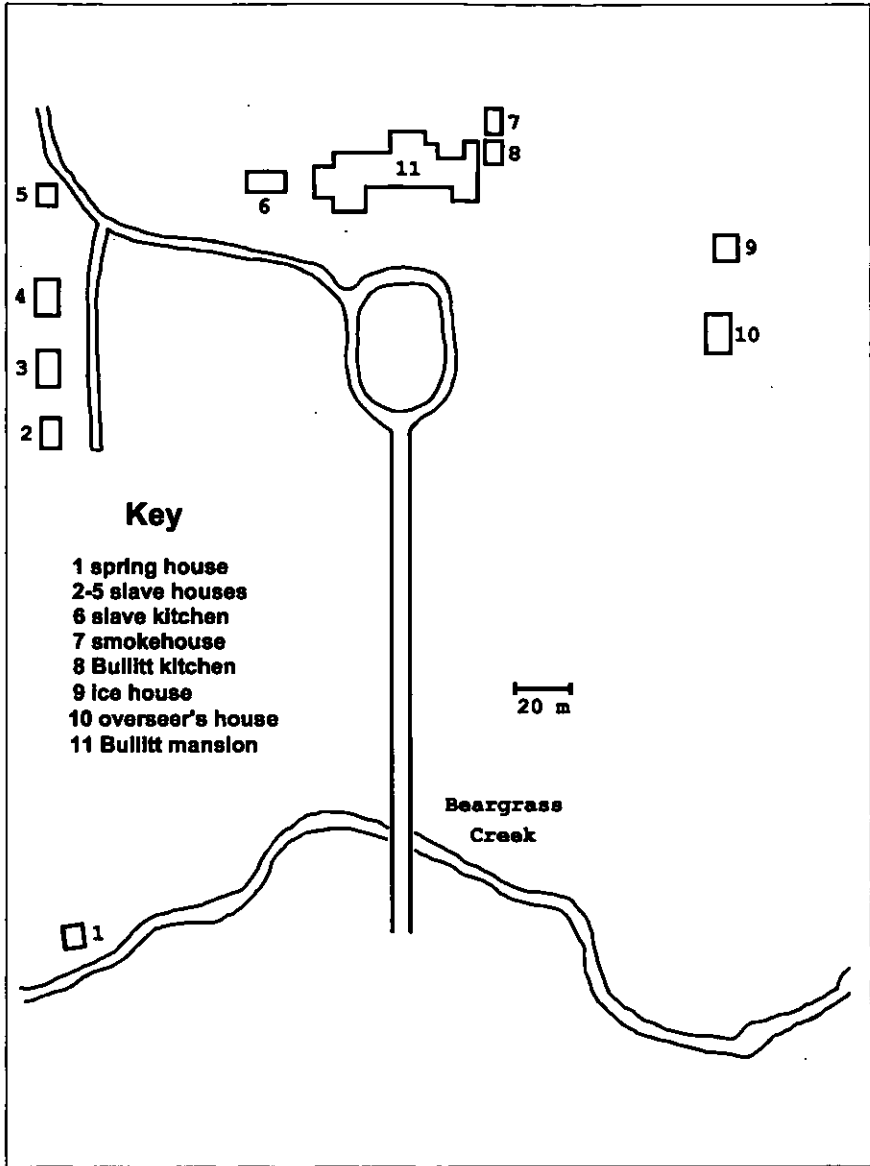 7
8
11
5
6
9
4
10
3
2
Key
1 spring house
2-5 slave houses
6 slave kitchen
7 smokehouse
8 Bullitt kitchen
9 ice house
10 overseer's house
11 Bullitt mansion
20 m
Beargrass
Creek
1